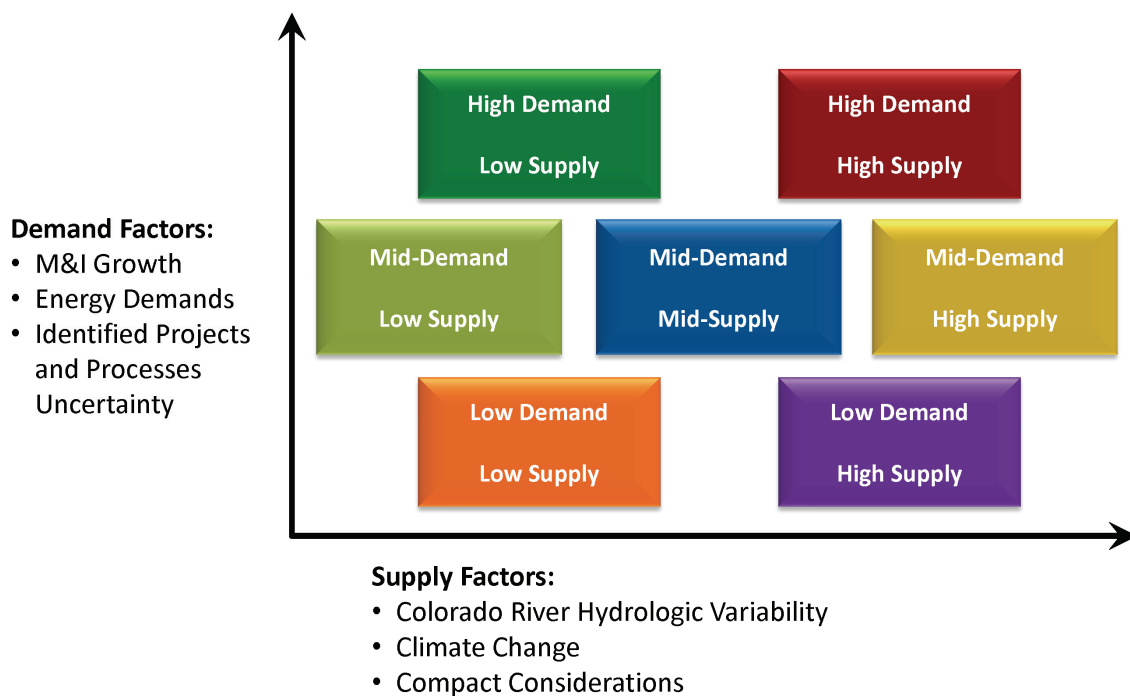 High Demand
Low Supply
High Demand
High Supply
Demand Factors:
• M&I Growth
• Energy Demands
• Identified Projects
and Processes
Uncertainty
Mid-Demand
Low Supply
Mid-Demand
Mid-Supply
Mid-Demand
High Supply
Low Demand
Low Supply
Low Demand
High Supply
Supply Factors:
• Colorado River Hydrologic Variability
• Climate Change
• Compact Considerations